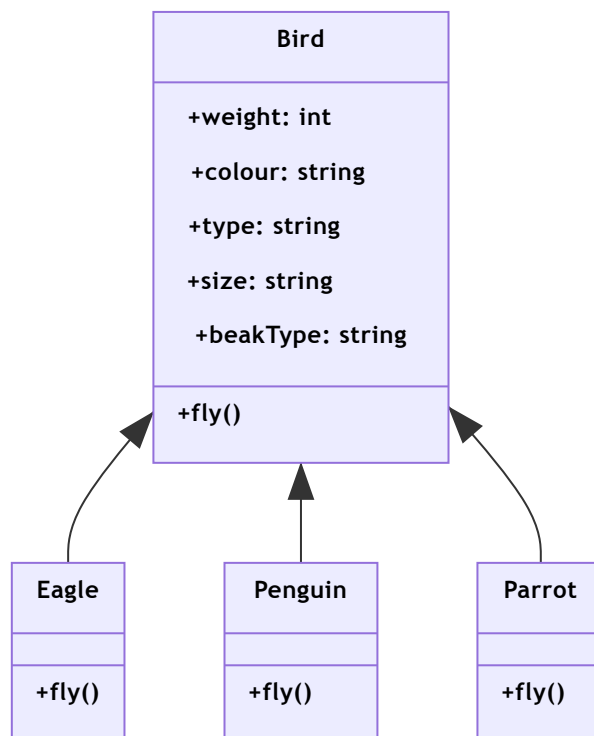 Bird
+weight: int
+colour: string
+type: string
+size: string
+beakType: string
+fly()
Eagle
+fly()
Penguin
+fly()
Parrot
+fly()